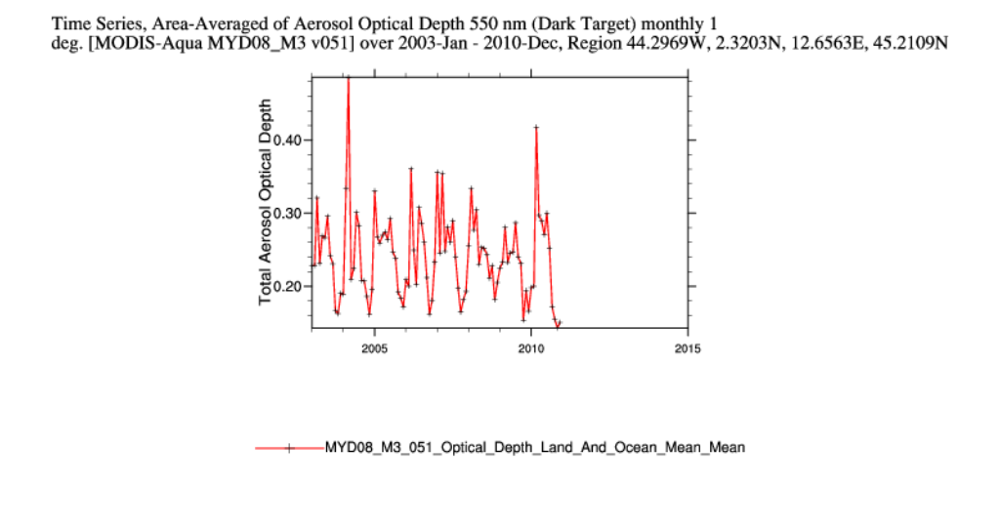 Time Series, Area-Averaged of Aerosol Optical Depth 550 nm (Dark Target) monthly 1
deg. [MODIS-Aqua MYD08_M3 v051] over 2003-Jan - 2010-Dec, Region 44.2969W, 2.3203N, 12.6563E, 45.2109N
Total Aerosol Optical Depth
0.40
0.30
0.20
2005 2010 2015
MYD08_M3_051_Optical_Depth_Land_And_Ocean_Mean_Mean